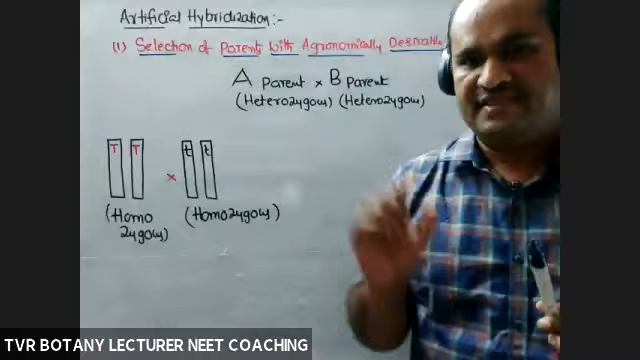 Artificial Hybridization:-
(1) Selection of Parents with Agronomically Desirable
A Parent × B Parent
(Heterozygous) (Heterozygous)
T T × t t
(Homo (Homozygous)
zygous)
TVR BOTANY LECTURER NEET COACHING